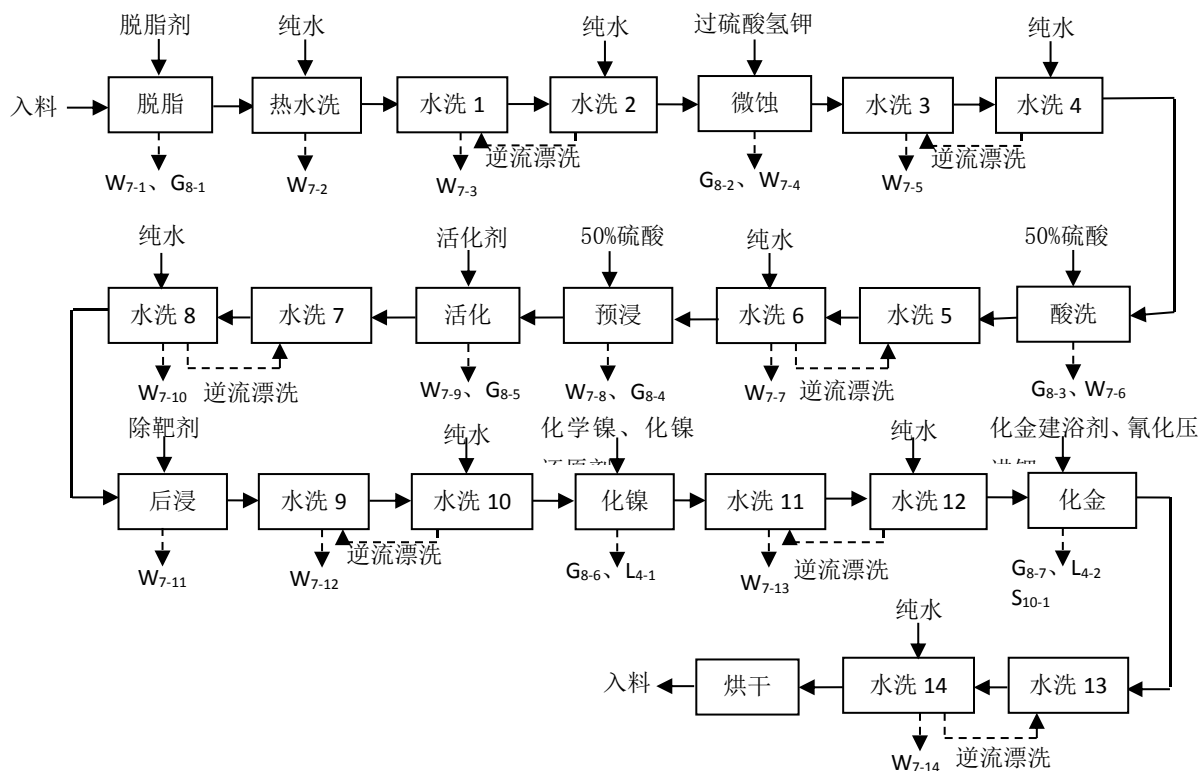 脱脂剂 纯水 纯水 过硫酸氢钾 纯水
入料 脱脂 热水洗 水洗 1 水洗 2 微蚀 水洗 3 水洗 4
逆流漂洗 逆流漂洗
W7-1、G8-1 W7-2 W7-3 G8-2、W7-4 W7-5
纯水 活化剂 50%硫酸 纯水 50%硫酸
水洗 8 水洗 7 活化 预浸 水洗 6 水洗 5 酸洗
W7-10 逆流漂洗 W7-9、G8-5 W7-8、G8-4 W7-7 逆流漂洗 G8-3、W7-6
除靶剂 纯水 化学镍、化镍 纯水 化金建浴剂、氰化压
后浸 水洗 9 水洗 10 化镍 水洗 11 水洗 12 化金
逆流漂洗 逆流漂洗
W7-11 W7-12 G8-6、L4-1 W7-13 G8-7、L4-2
S10-1
纯水
入料 烘干 水洗 14 水洗 13
W7-14 逆流漂洗